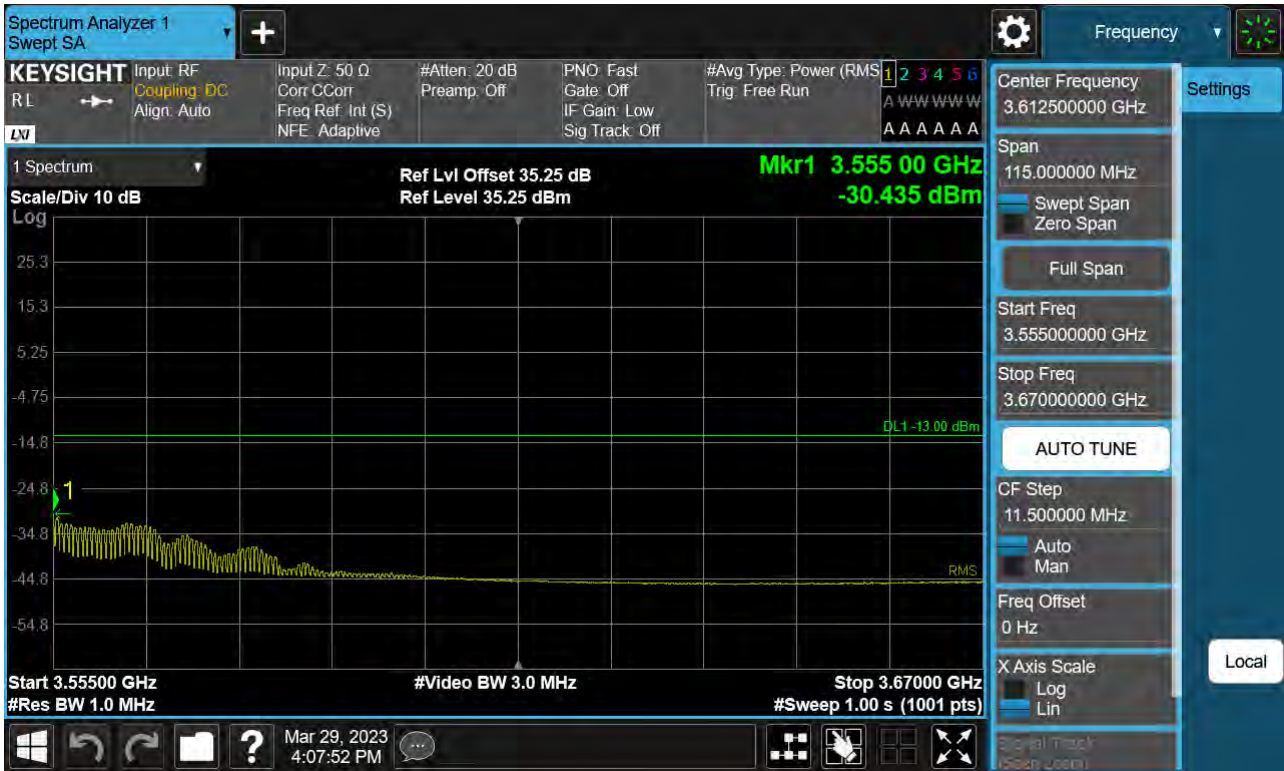 Spectrum Analyzer 1
Swept SA
+
Frequency
KEYSIGHT
RL
LXI
Input: RF
Coupling: DC
Align: Auto
Input Z: 50 Ω
Corr CCorr
Freq Ref: Int (S)
NFE: Adaptive
#Atten: 20 dB
Preamp: Off
PNO: Fast
Gate: Off
IF Gain: Low
Sig Track: Off
#Avg Type: Power (RMS
Trig: Free Run
1 2 3 4 5 6
A W W W W W
A A A A A A
1 Spectrum
Scale/Div 10 dB
Log
Ref Lvl Offset 35.25 dB
Ref Level 35.25 dBm
Mkr1 3.555 00 GHz
-30.435 dBm
25.3
15.3
5.25
-4.75
-14.8
-24.8
-34.8
-44.8
-54.8
DL1 -13.00 dBm
1
RMS
Start 3.55500 GHz
#Res BW 1.0 MHz
#Video BW 3.0 MHz
Stop 3.67000 GHz
#Sweep 1.00 s (1001 pts)
Center Frequency
3.612500000 GHz
Span
115.000000 MHz
Swept Span
Zero Span
Full Span
Start Freq
3.555000000 GHz
Stop Freq
3.670000000 GHz
AUTO TUNE
CF Step
11.500000 MHz
Auto
Man
Freq Offset
0 Hz
X Axis Scale
Log
Lin
Signal Track
(Span Zoom)
Settings
Local
?
Mar 29, 2023
4:07:52 PM